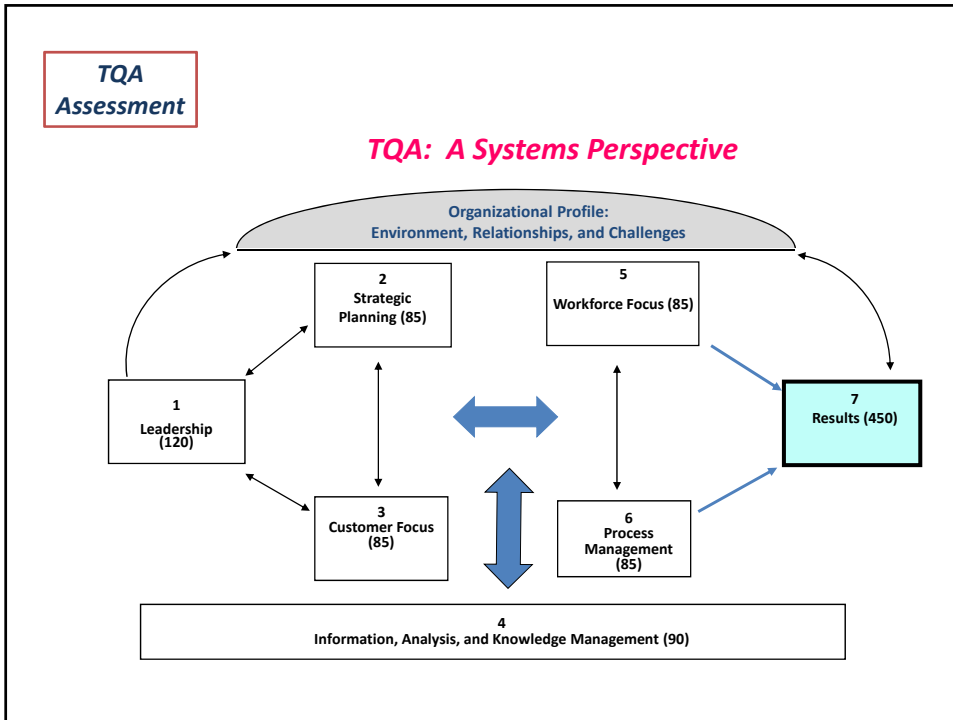 TQA
Assessment
TQA: A Systems Perspective
Organizational Profile:
Environment, Relationships, and Challenges
2
Strategic
Planning (85)
5
Workforce Focus (85)
1
Leadership
(120)
7
Results (450)
3
Customer Focus
(85)
6
Process
Management
(85)
4
Information, Analysis, and Knowledge Management (90)